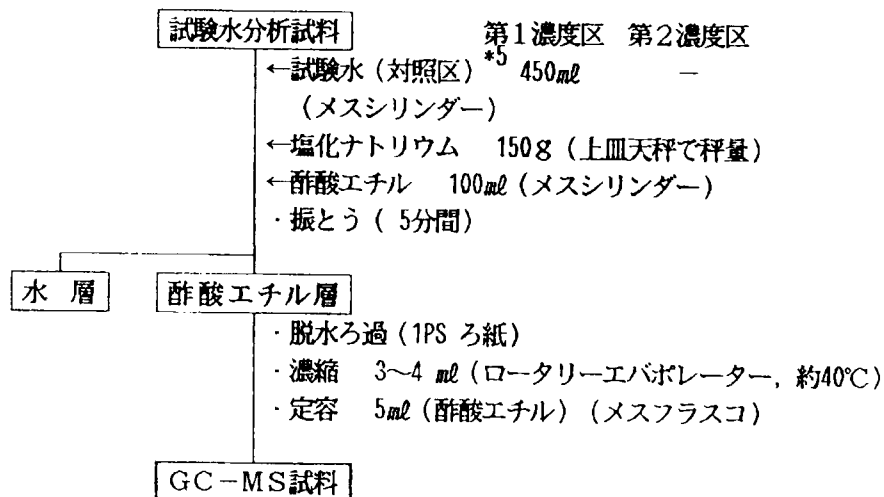 試験水分析試料 第1濃度区 第2濃度区
←試験水(対照区)*5 450ml －
(メスシリンダー)
←塩化ナトリウム 150g(上皿天秤で秤量)
←酢酸エチル 100ml(メスシリンダー)
・振とう(5分間)
水 層 酢酸エチル層
・脱水ろ過(1PS ろ紙)
・濃縮 3～4 ml(ロータリーエバポレーター, 約40℃)
・定容 5ml(酢酸エチル)(メスフラスコ)
GC－MS試料